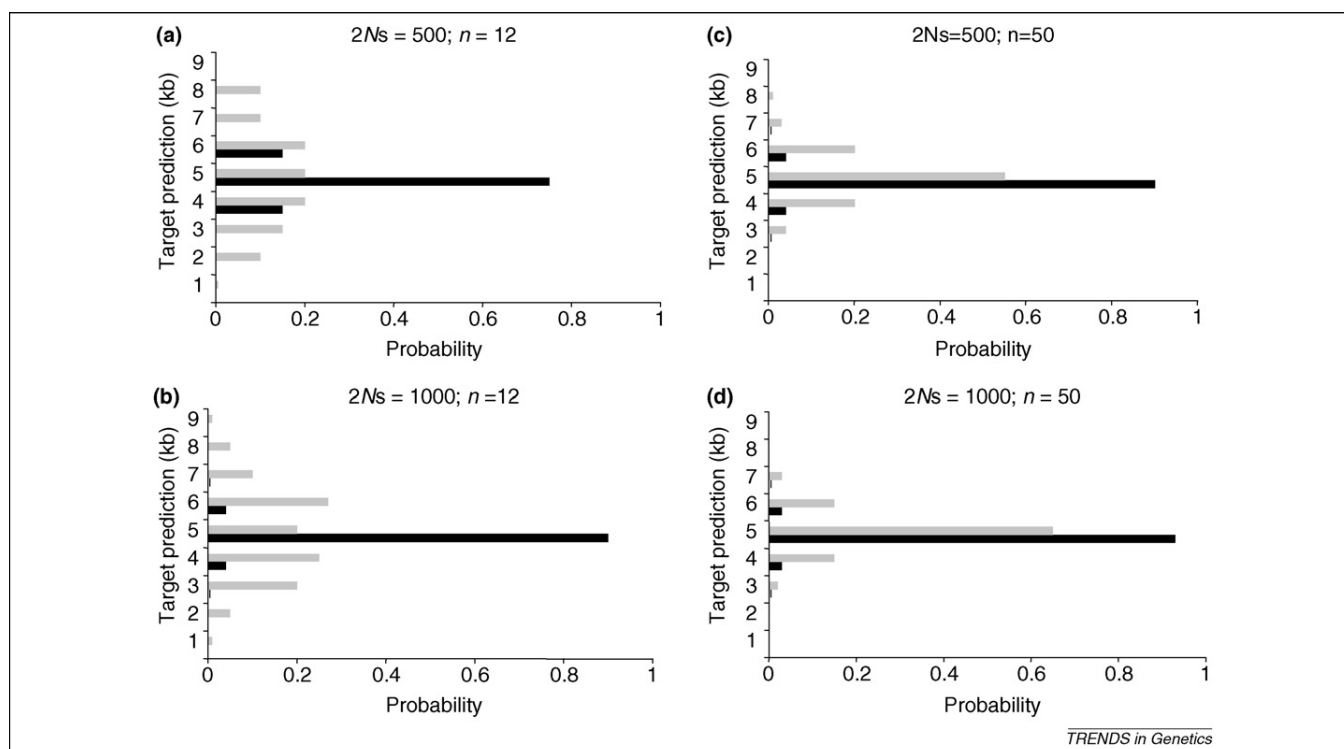 (a) 2Ns = 500; n = 12
Target prediction (kb)
9
8
7
6
5
4
3
2
1
0 0.2 0.4 0.6 0.8 1
Probability
(c) 2Ns=500; n=50
Target prediction (kb)
9
8
7
6
5
4
3
2
1
0 0.2 0.4 0.6 0.8 1
Probability
(b) 2Ns = 1000; n =12
Target prediction (kb)
9
8
7
6
5
4
3
2
1
0 0.2 0.4 0.6 0.8 1
Probability
(d) 2Ns = 1000; n = 50
Target prediction (kb)
9
8
7
6
5
4
3
2
1
0 0.2 0.4 0.6 0.8 1
Probability
TRENDS in Genetics